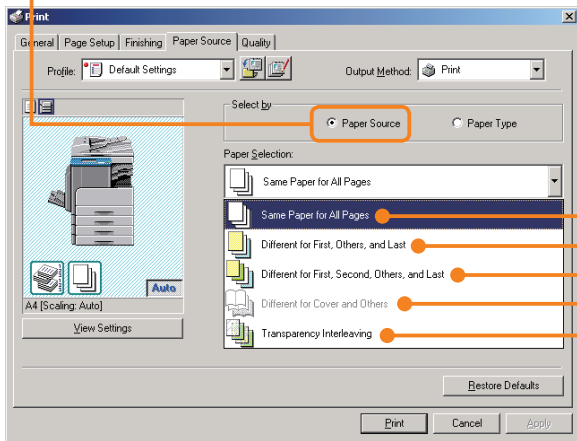 Print
General Page Setup Finishing Paper Source Quality
Profile: Default Settings Output Method: Print
Select by
Paper Source Paper Type
Paper Selection:
Same Paper for All Pages
Same Paper for All Pages
Different for First, Others, and Last
Different for First, Second, Others, and Last
Different for Cover and Others
Transparency Interleaving
Auto
A4 [Scaling: Auto]
View Settings
Restore Defaults
Print Cancel Apply